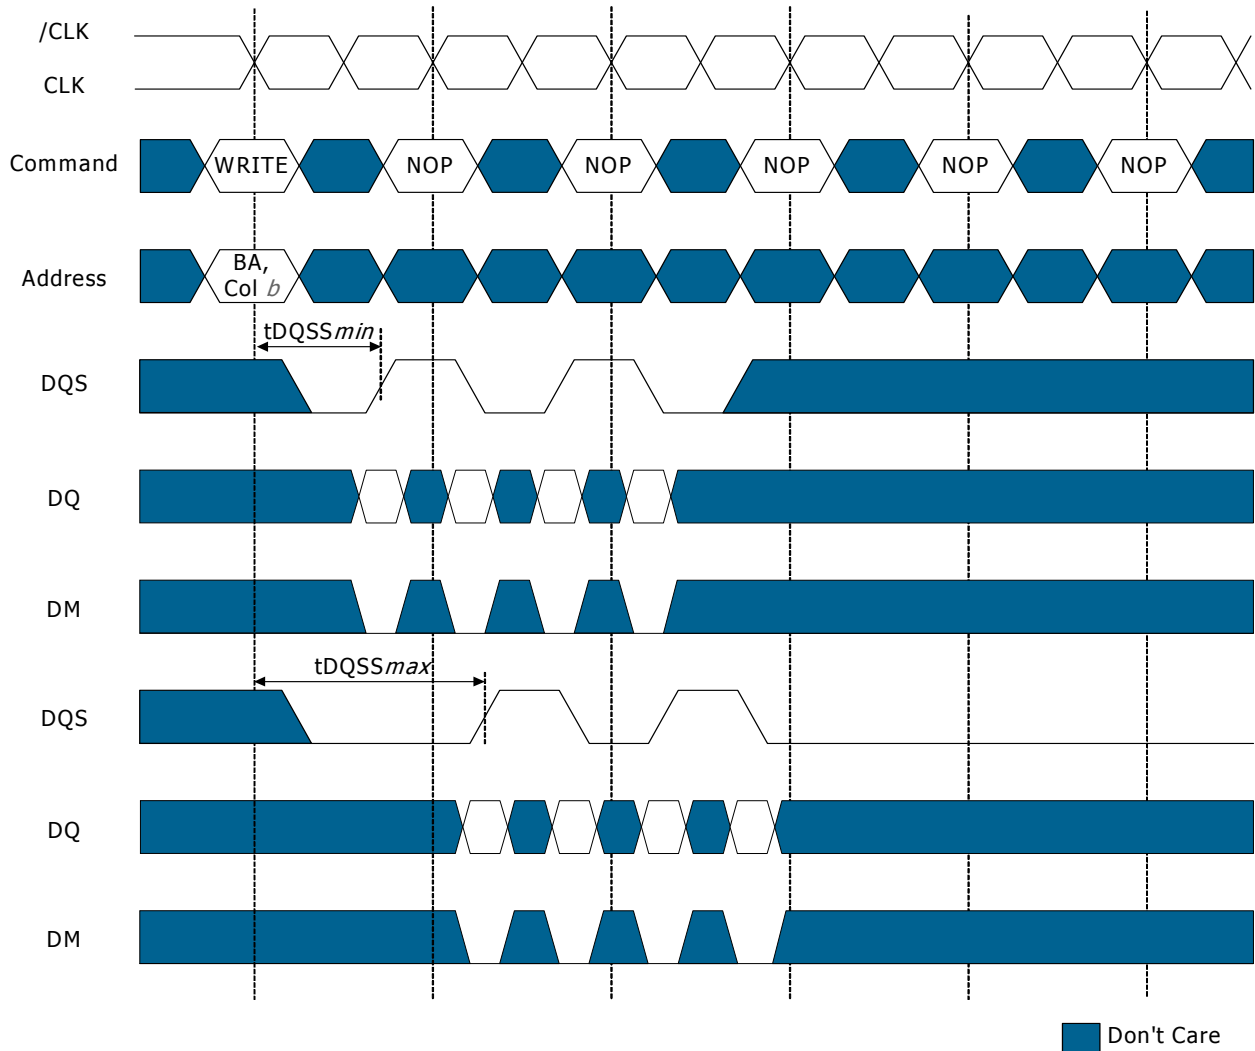 /CLK
CLK
Command
WRITE NOP NOP NOP NOP NOP
Address
BA,
Col b
tDQSSmin
DQS
DQ
DM
tDQSSmax
DQS
DQ
DM
Don't Care